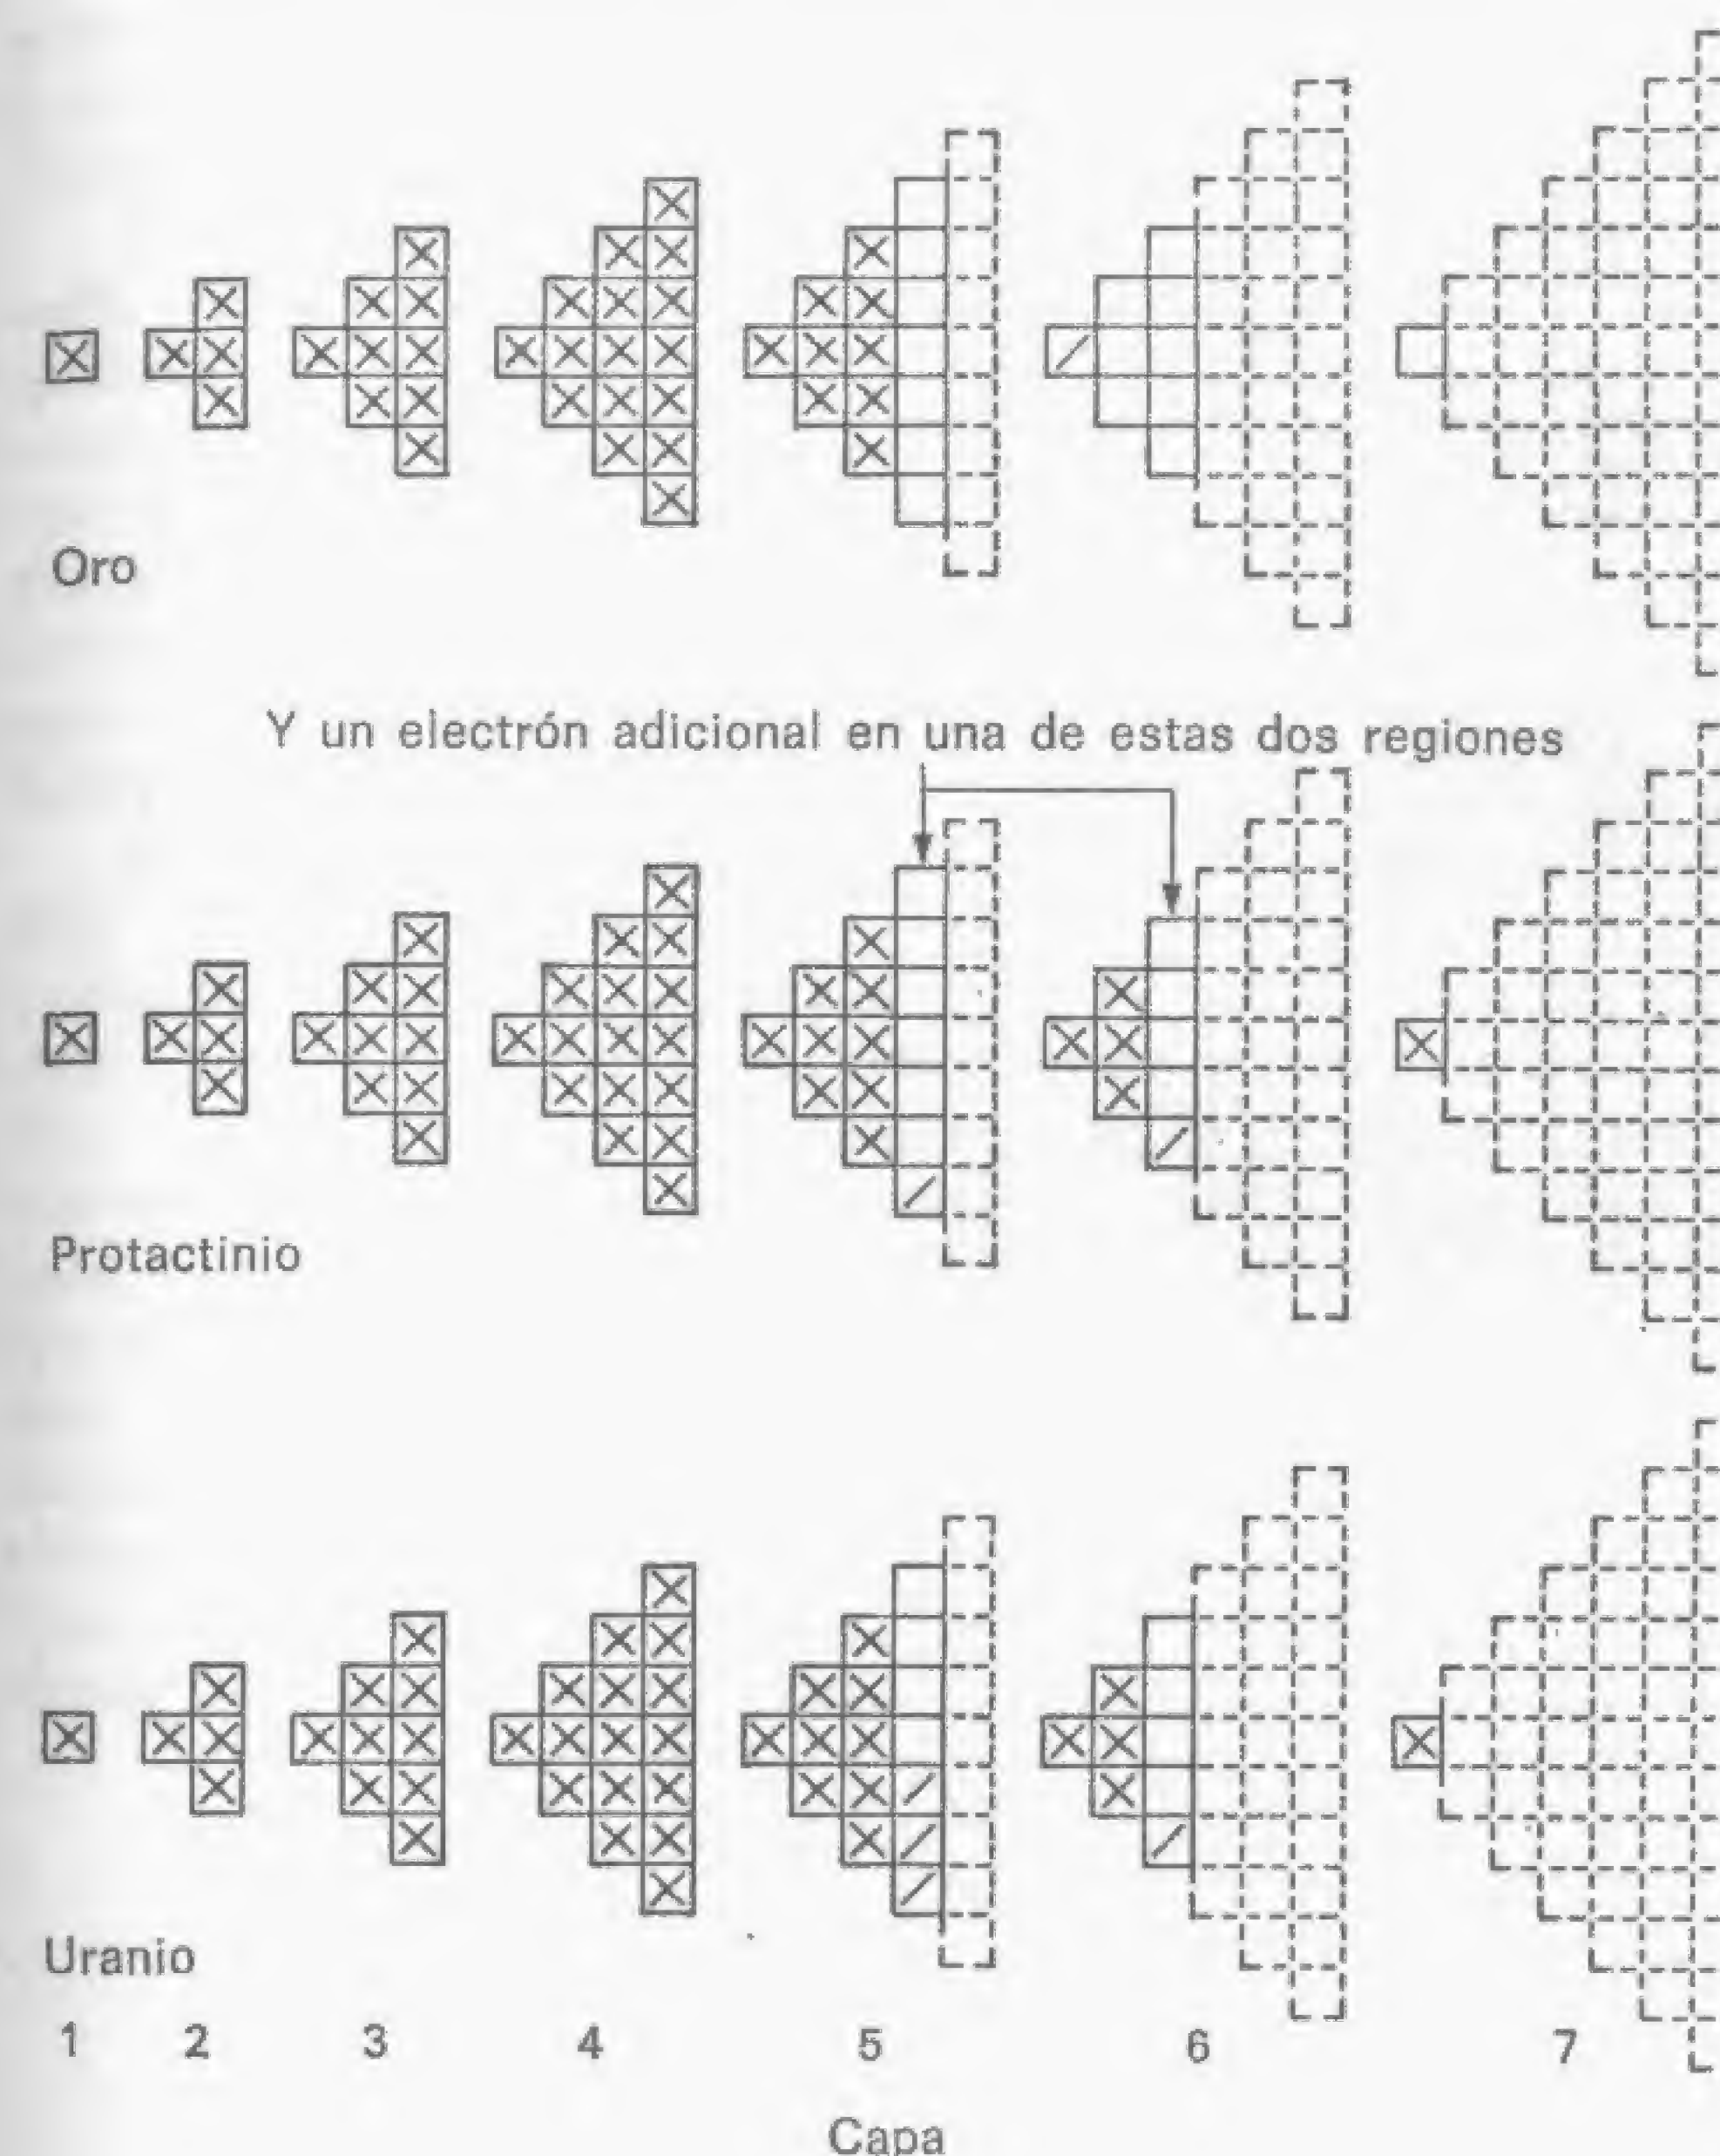 Oro
Y un electrón adicional en una de estas dos regiones
Protactinio
Uranio
1 2 3 4 5 6 7
Capa